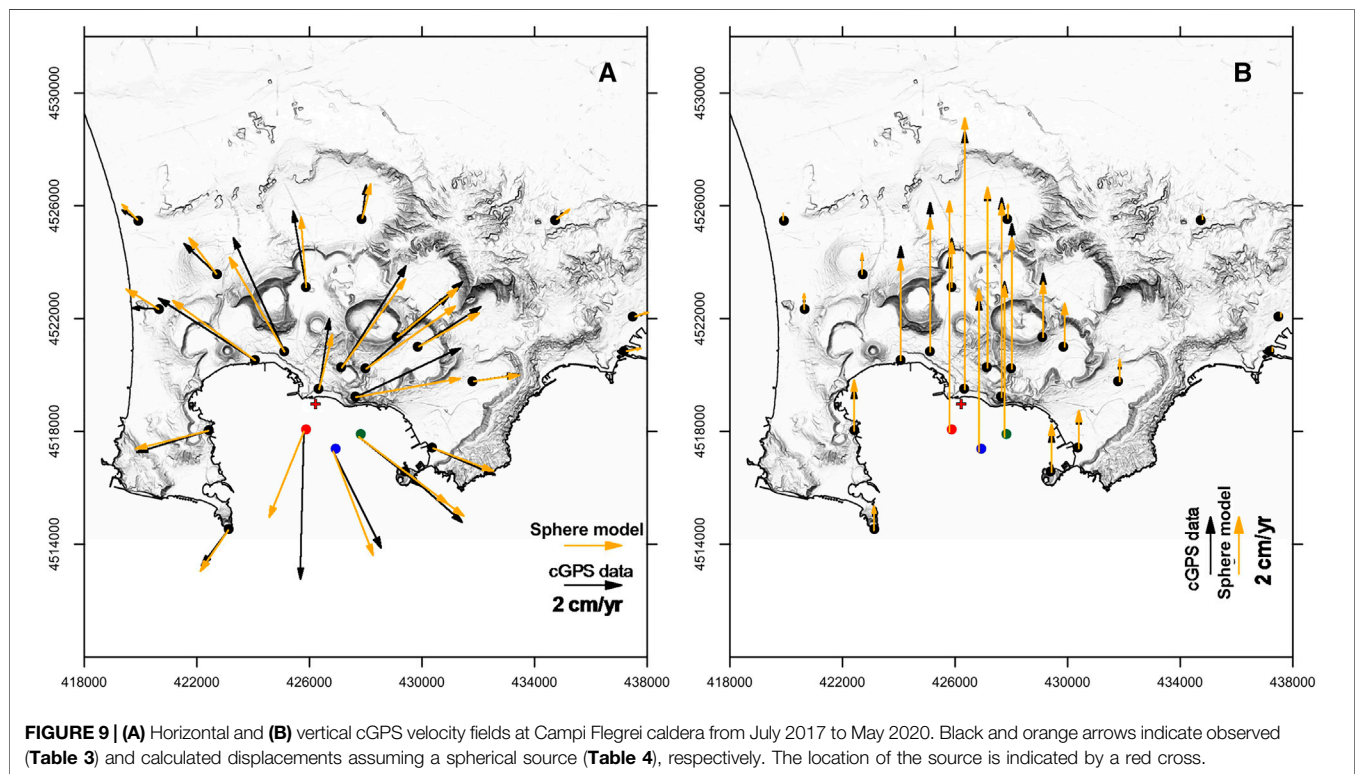 A
4530000
4526000
4522000
4518000
4514000
Sphere model
cGPS data
2 cm/yr
418000 422000 426000 430000 434000 438000
B
4530000
4526000
4522000
4518000
4514000
cGPS data
Sphere model
2 cm/yr
418000 422000 426000 430000 434000 438000
FIGURE 9 | (A) Horizontal and (B) vertical cGPS velocity fields at Campi Flegrei caldera from July 2017 to May 2020. Black and orange arrows indicate observed
(Table 3) and calculated displacements assuming a spherical source (Table 4), respectively. The location of the source is indicated by a red cross.